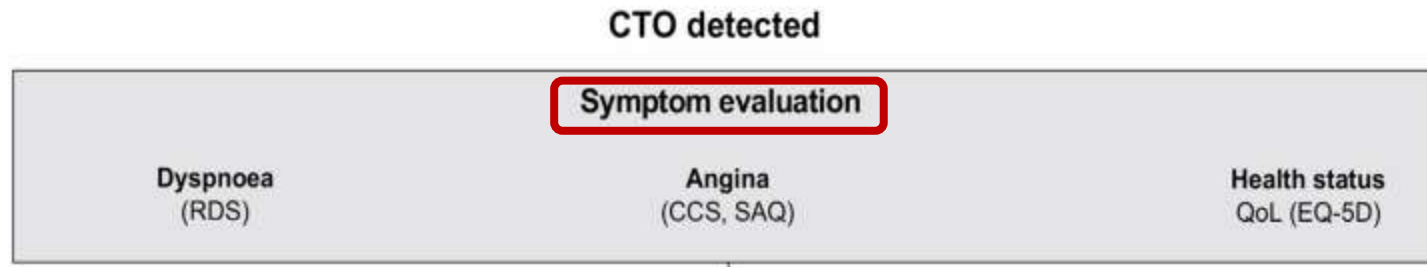 CTO detected
Symptom evaluation
Dyspnoea
(RDS)
Angina
(CCS, SAQ)
Health status
QoL (EQ-5D)